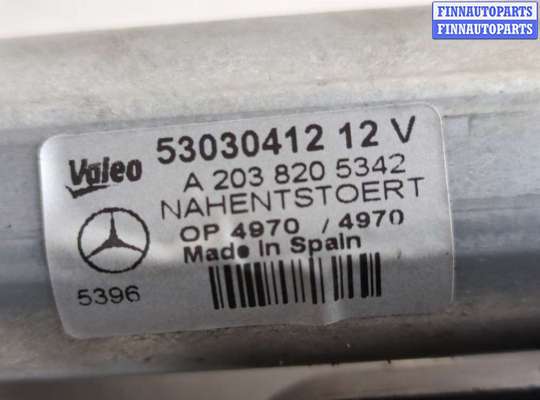 FINNAUTOPARTS
FINNAUTOPARTS
Valeo
53030412 12 V
A 203 820 5342
NAHENTSTOERT
OP 4970 / 4970
Made In Spain
5396